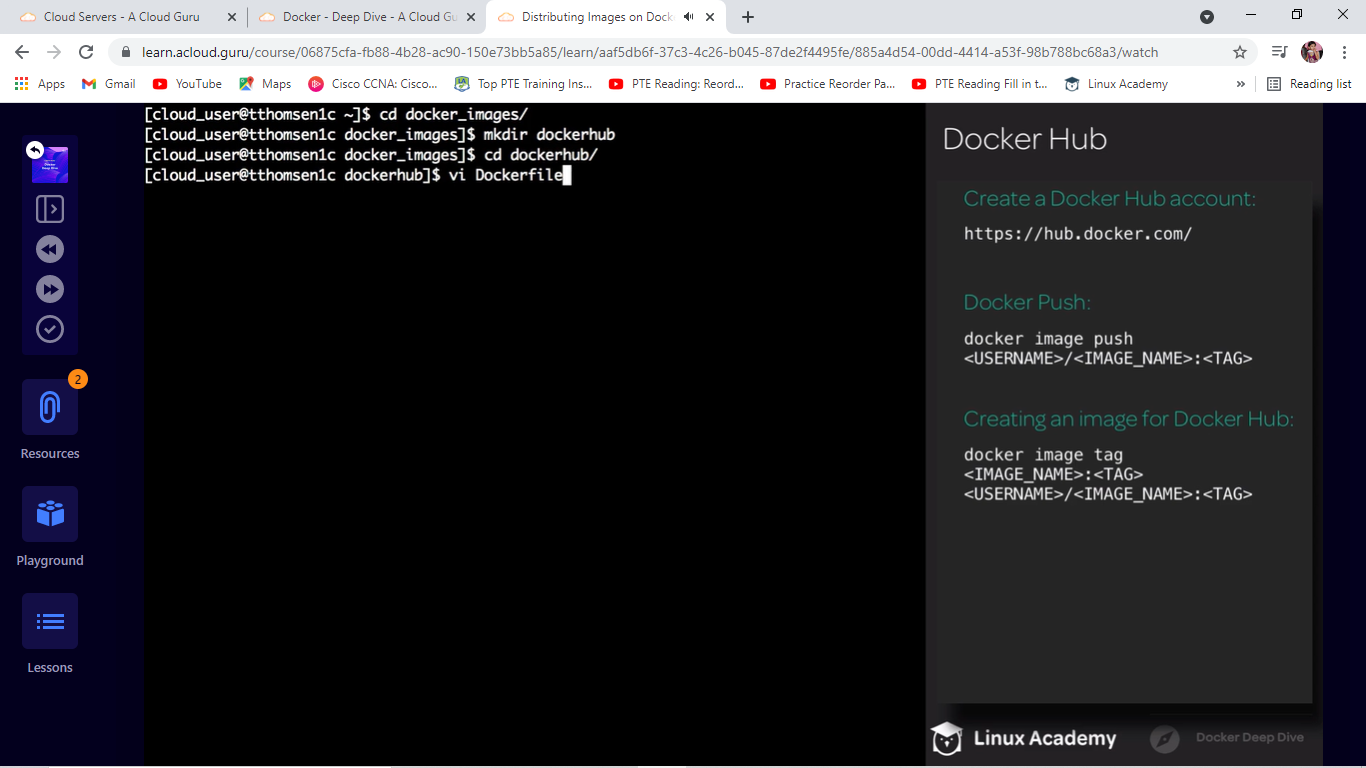 Cloud Servers - A Cloud Guru
Docker - Deep Dive - A Cloud Gu
Distributing Images on Dock
learn.acloud.guru/course/06875cfa-fb88-4b28-ac90-150e73bb5a85/learn/aaf5db6f-37c3-4c26-b045-87de2f4495fe/885a4d54-00dd-4414-a53f-98b788bc68a3/watch
Apps
Gmail
YouTube
Maps
Cisco CCNA: Cisco...
Top PTE Training Ins...
PTE Reading: Reord...
Practice Reorder Pa...
PTE Reading Fill in t...
Linux Academy
»
Reading list
2
Resources
Playground
Lessons
[cloud_user@tthomsen1c ~]$ cd docker_images/
[cloud_user@tthomsen1c docker_images]$ mkdir dockerhub
[cloud_user@tthomsen1c docker_images]$ cd dockerhub/
[cloud_user@tthomsen1c dockerhub]$ vi Dockerfile
Docker Hub
Create a Docker Hub account:
https://hub.docker.com/
Docker Push:
docker image push
<USERNAME>/<IMAGE_NAME>:<TAG>
Creating an image for Docker Hub:
docker image tag
<IMAGE_NAME>:<TAG>
<USERNAME>/<IMAGE_NAME>:<TAG>
Linux Academy
Docker Deep Dive